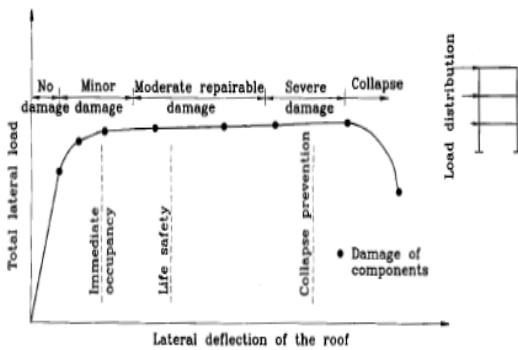 No damage
Minor damage
Moderate repairable damage
Severe damage
Collapse
Total lateral load
Immediate
occupancy
Life safety
Collapse prevention
Damage of
components
Lateral deflection of the roof
Load distribution